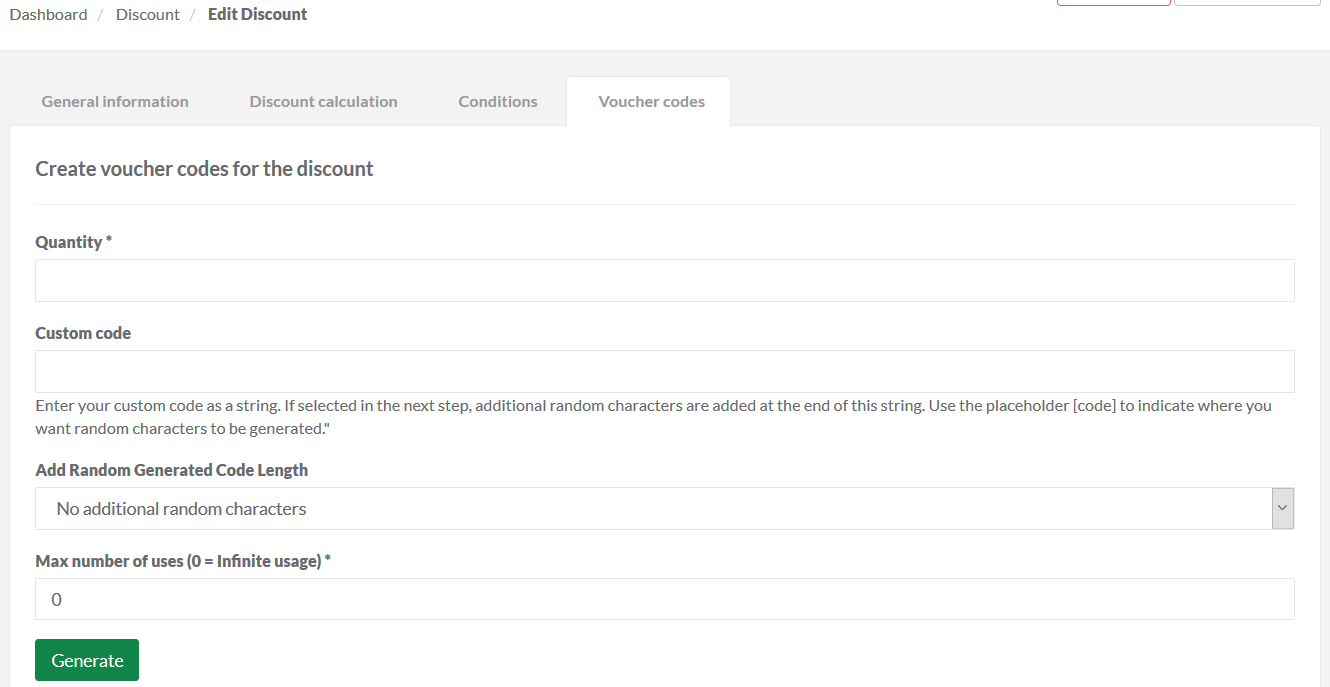 Dashboard / Discount / Edit Discount
General information Discount calculation Conditions Voucher codes
Create voucher codes for the discount
Quantity *
Custom code
Enter your custom code as a string. If selected in the next step, additional random characters are added at the end of this string. Use the placeholder [code] to indicate where you
want random characters to be generated."
Add Random Generated Code Length
No additional random characters
Max number of uses (0 = Infinite usage) *
0
Generate